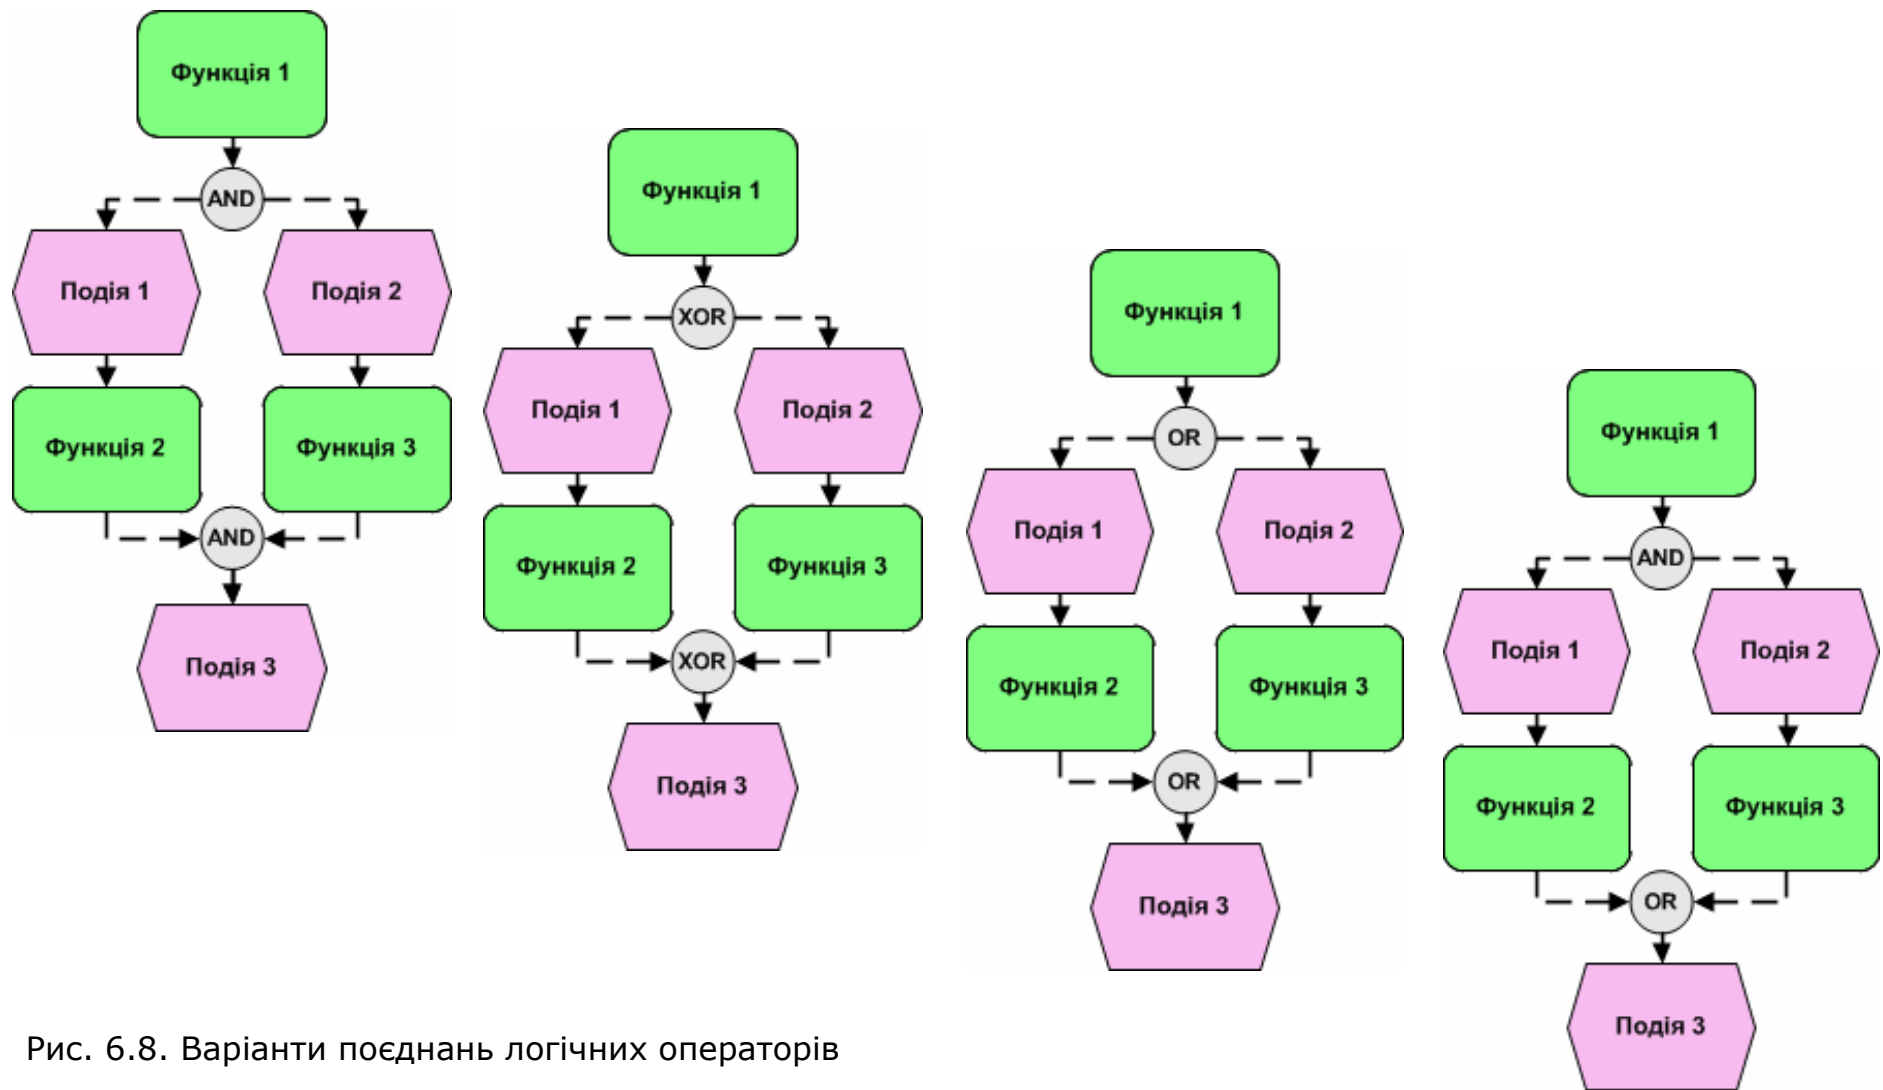 Функція 1
AND
Подія 1
Подія 2
Функція 2
Функція 3
AND
Подія 3
Функція 1
XOR
Подія 1
Подія 2
Функція 2
Функція 3
XOR
Подія 3
Функція 1
OR
Подія 1
Подія 2
Функція 2
Функція 3
OR
Подія 3
Функція 1
AND
Подія 1
Подія 2
Функція 2
Функція 3
OR
Подія 3
Рис. 6.8. Варіанти поєднань логічних операторів